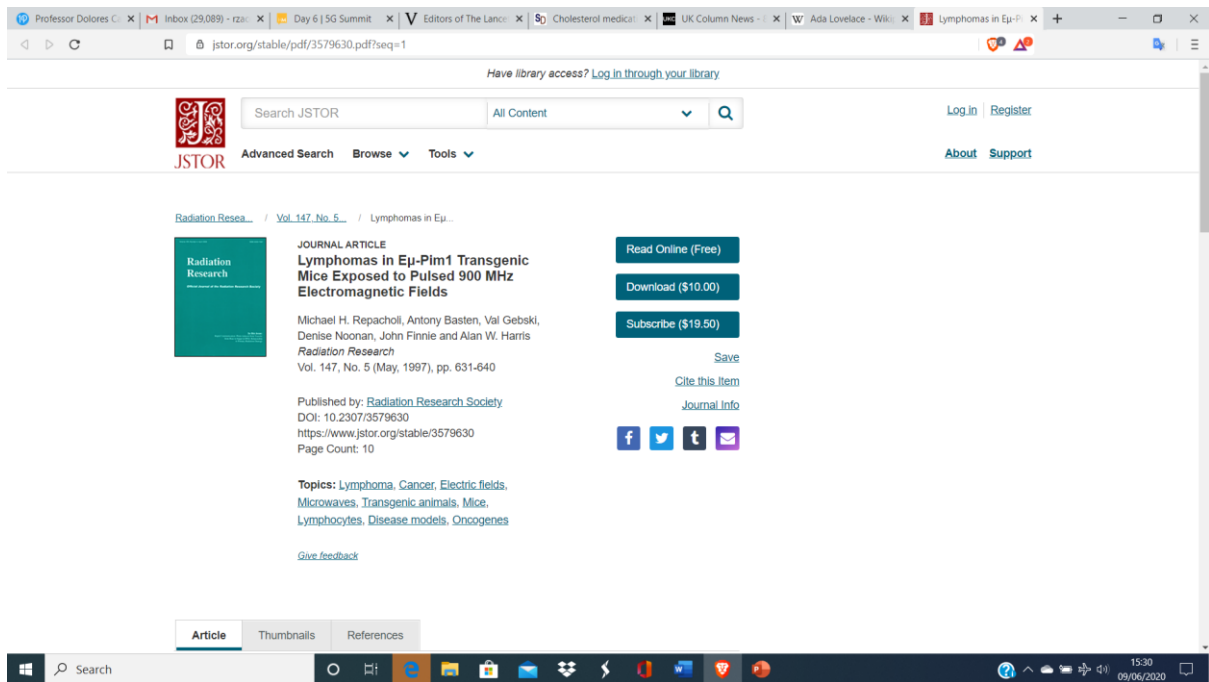 Professor Dolores C
Inbox (29,089) - rzac
Day 6 | 5G Summit
Editors of The Lance
Cholesterol medicat
UK Column News -
Ada Lovelace - Wiki
Lymphomas in Eμ-P
jstor.org/stable/pdf/3579630.pdf?seq=1
Have library access? Log in through your library
JSTOR
Search JSTOR
All Content
Log in
Register
Advanced Search
Browse
Tools
About
Support
Radiation Resea...
/
Vol. 147, No. 5...
/
Lymphomas in Eμ...
Radiation
Research
JOURNAL ARTICLE
Lymphomas in Eμ-Pim1 Transgenic
Mice Exposed to Pulsed 900 MHz
Electromagnetic Fields
Michael H. Repacholi, Antony Basten, Val Gebski,
Denise Noonan, John Finnie and Alan W. Harris
Radiation Research
Vol. 147, No. 5 (May, 1997), pp. 631-640
Published by: Radiation Research Society
DOI: 10.2307/3579630
https://www.jstor.org/stable/3579630
Page Count: 10
Topics: Lymphoma, Cancer, Electric fields,
Microwaves, Transgenic animals, Mice,
Lymphocytes, Disease models, Oncogenes
Give feedback
Read Online (Free)
Download ($10.00)
Subscribe ($19.50)
Save
Cite this Item
Journal Info
Article
Thumbnails
References
Search
15:30
09/06/2020